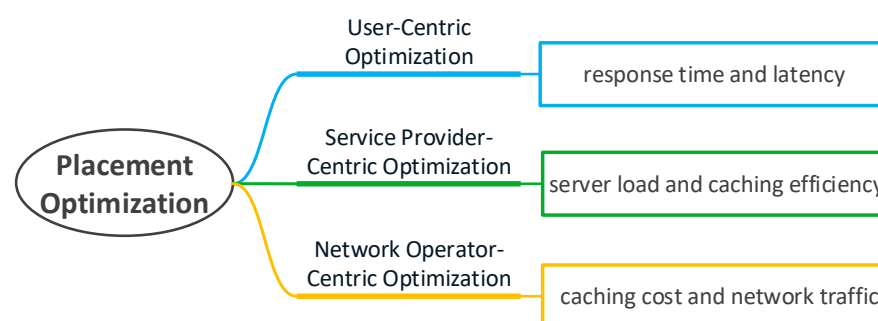 User-Centric
Optimization
response time and latency
Placement
Optimization
Service Provider-
Centric Optimization
server load and caching efficiency
Network Operator-
Centric Optimization
caching cost and network traffic